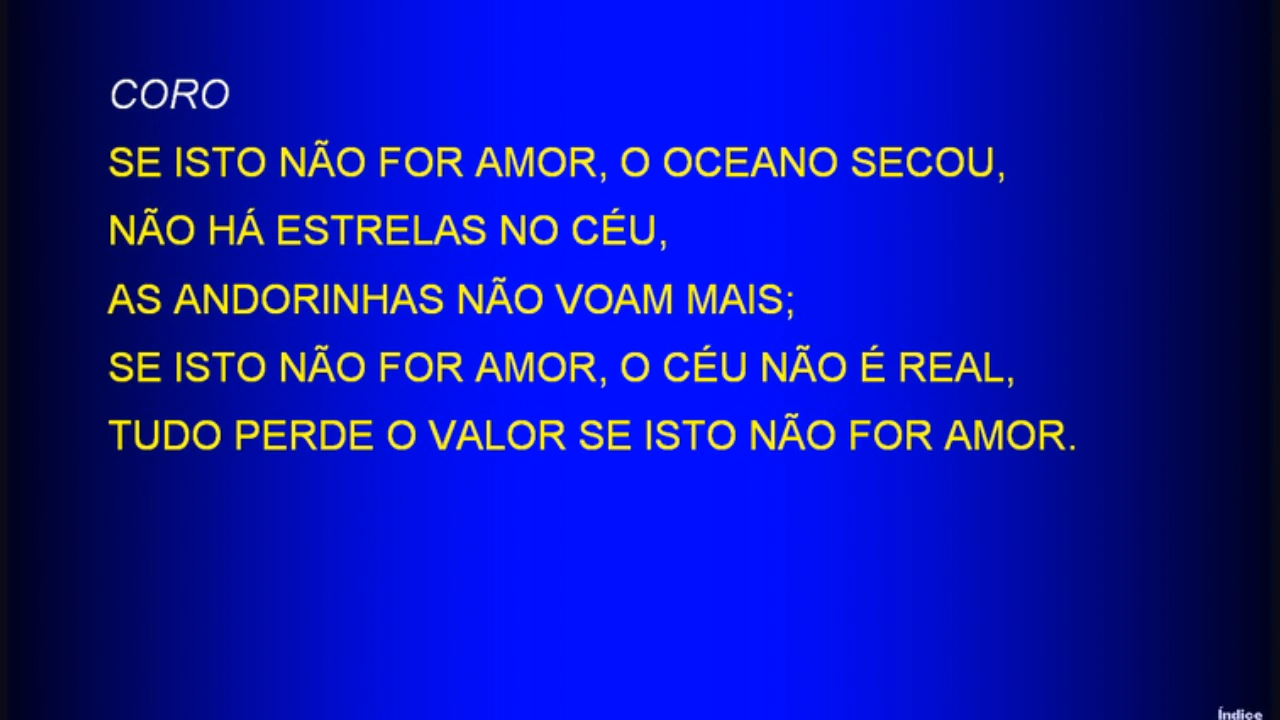 CORO
SE ISTO NÃO FOR AMOR, O OCEANO SECOU,
NÃO HÁ ESTRELAS NO CÉU,
AS ANDORINHAS NÃO VOAM MAIS;
SE ISTO NÃO FOR AMOR, O CÉU NÃO É REAL,
TUDO PERDE O VALOR SE ISTO NÃO FOR AMOR.
Índice